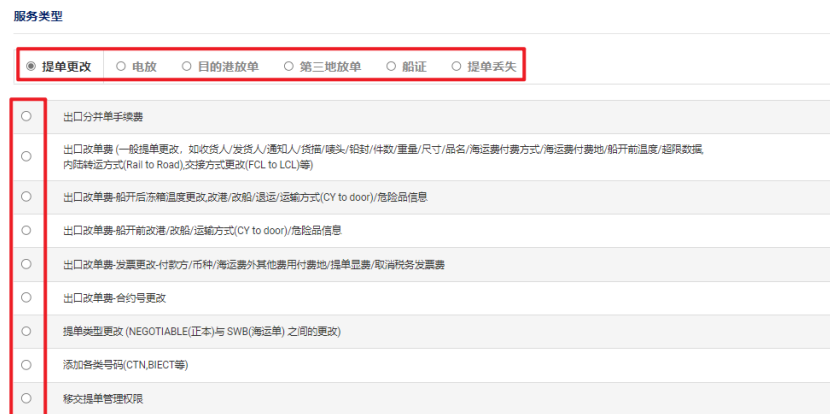 服务类型
提单更改 电放 目的港放单 第三地放单 船证 提单丢失
出口分并单手续费
出口改单费 (一般提单更改，如收货人/发货人/通知人/货描/唛头/铅封/件数/重量/尺寸/品名/海运费付费方式/海运费付费地/船开前温度/超限数据,
内陆转运方式(Rail to Road),交接方式更改(FCL to LCL)等)
出口改单费-船开后冻箱温度更改,改港/改船/退运/运输方式(CY to door)/危险品信息
出口改单费-船开前改港/改船/运输方式(CY to door)/危险品信息
出口改单费-发票更改-付款方/币种/海运费外其他费用付费地/提单显费/取消税务发票费
出口改单费-合约号更改
提单类型更改 (NEGOTIABLE(正本)与 SWB(海运单) 之间的更改)
添加各类号码(CTN,BIECT等)
移交提单管理权限